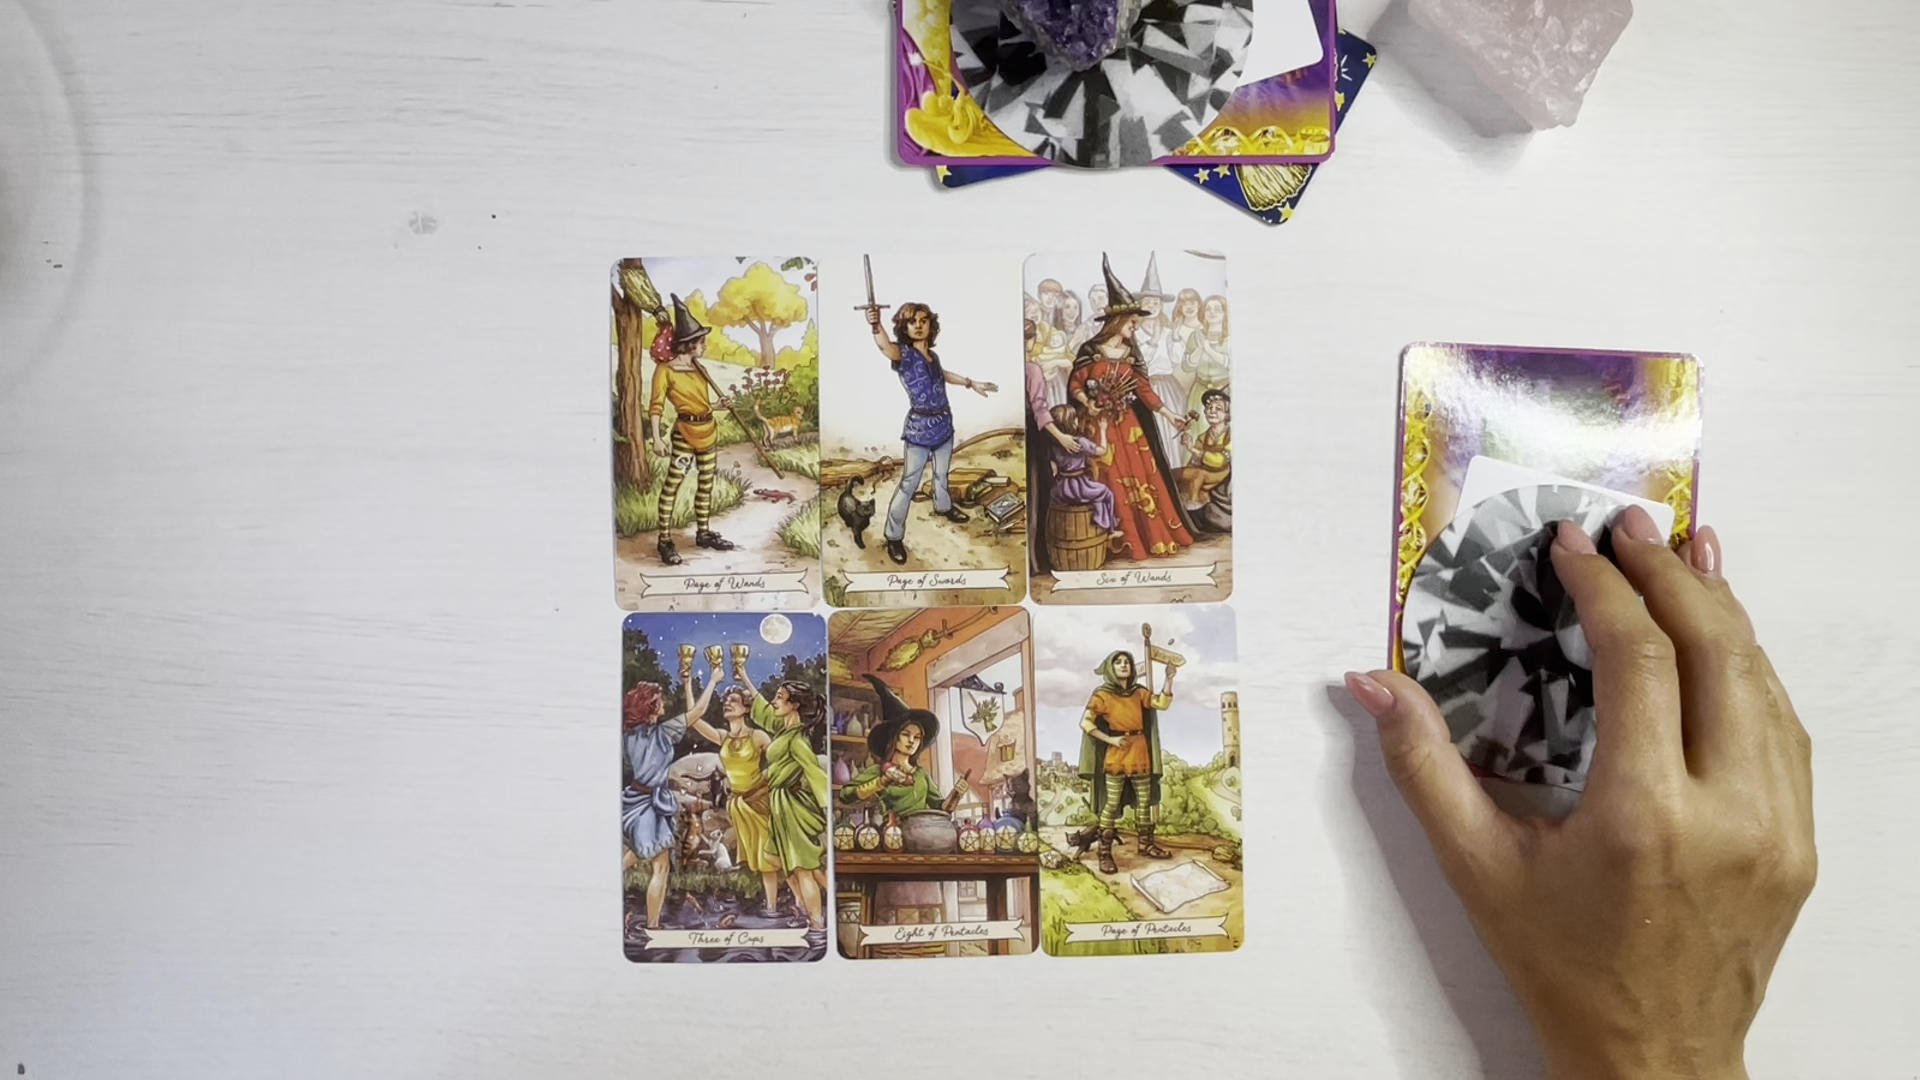 Page of Wands
Page of Swords
Six of Wands
Three of Cups
Eight of Pentacles
Page of Pentacles